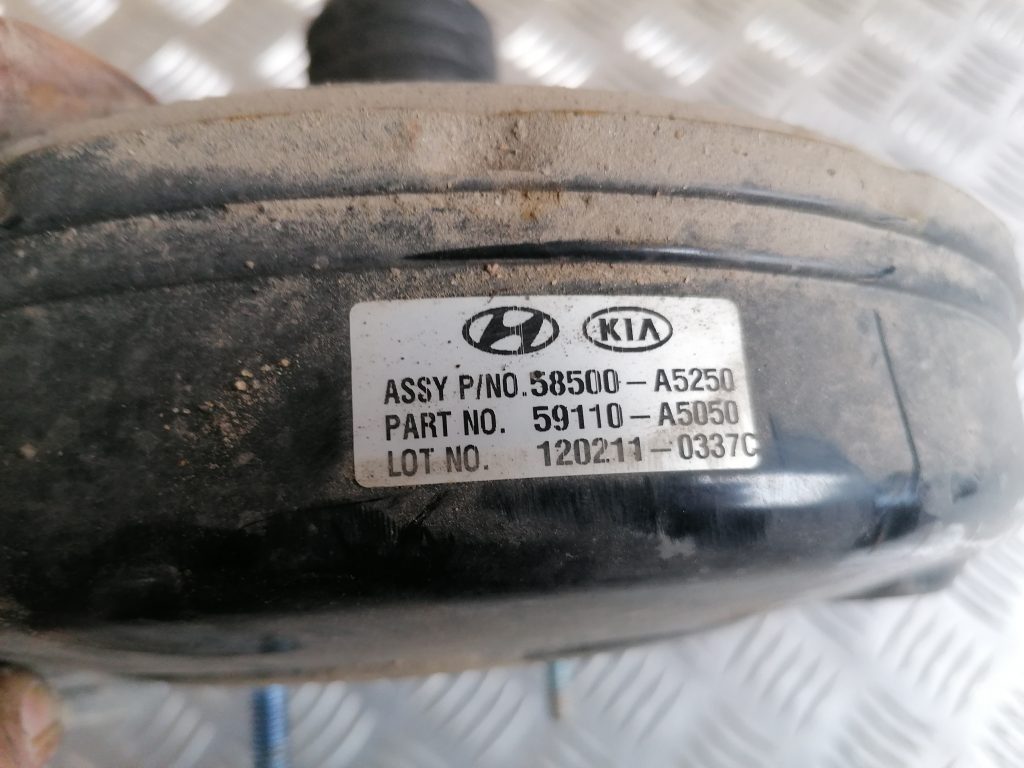 KIA
ASSY P/NO. 58500-A5250
PART NO. 59110-A5050
LOT NO. 120211-0337C